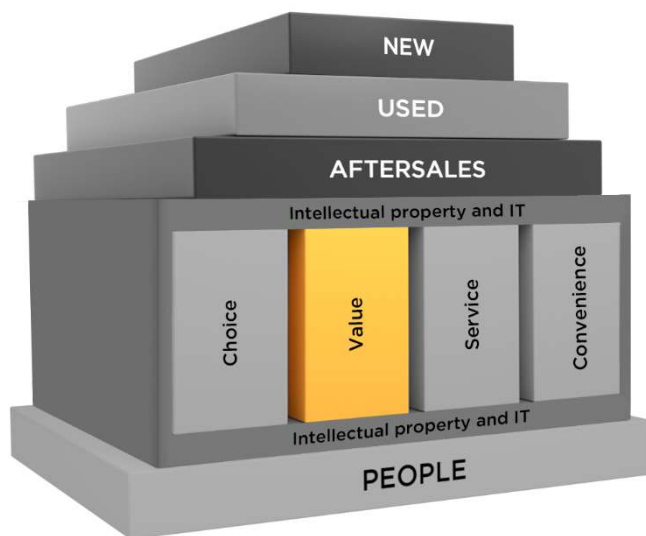 NEW
USED
AFTERSALES
Intellectual property and IT
Choice
Value
Service
Convenience
Intellectual property and IT
PEOPLE